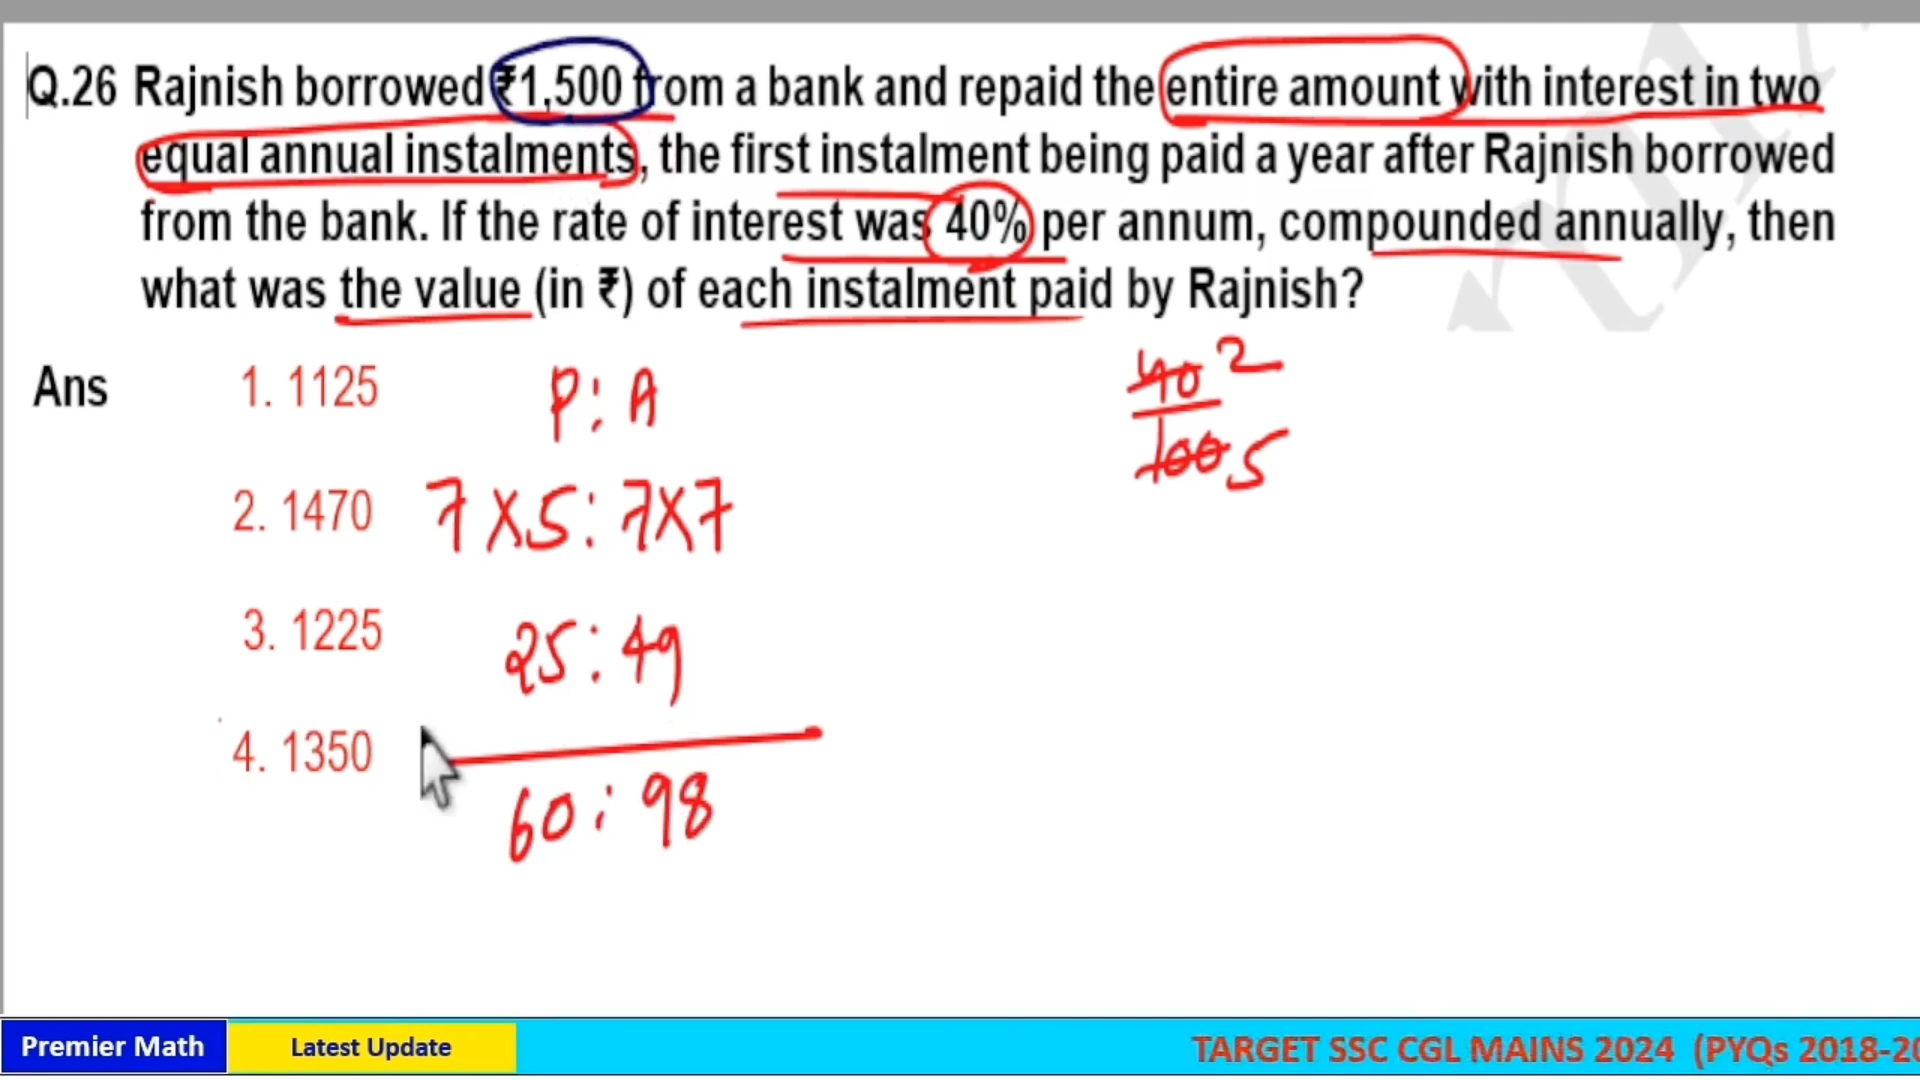 Q.26 Rajnish borrowed ₹1,500 from a bank and repaid the entire amount with interest in two
equal annual instalments, the first instalment being paid a year after Rajnish borrowed
from the bank. If the rate of interest was 40% per annum, compounded annually, then
what was the value (in ₹) of each instalment paid by Rajnish?
Ans 1. 1125
2. 1470
3. 1225
4. 1350
P : A
7 × 5 : 7 × 7
25 : 49
60 : 98
40 2
100 5
Premier Math Latest Update TARGET SSC CGL MAINS 2024 (PYQs 2018-20